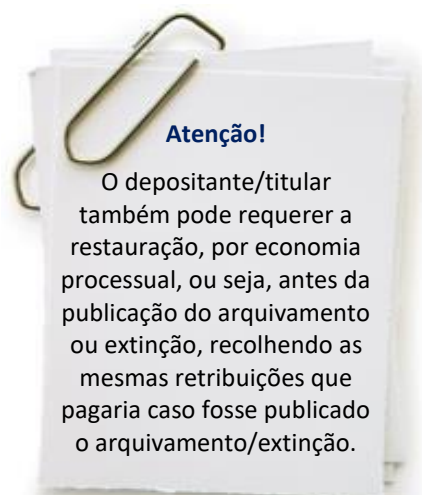 Atenção!
O depositante/titular
também pode requerer a
restauração, por economia
processual, ou seja, antes da
publicação do arquivamento
ou extinção, recolhendo as
mesmas retribuições que
pagaria caso fosse publicado
o arquivamento/extinção.